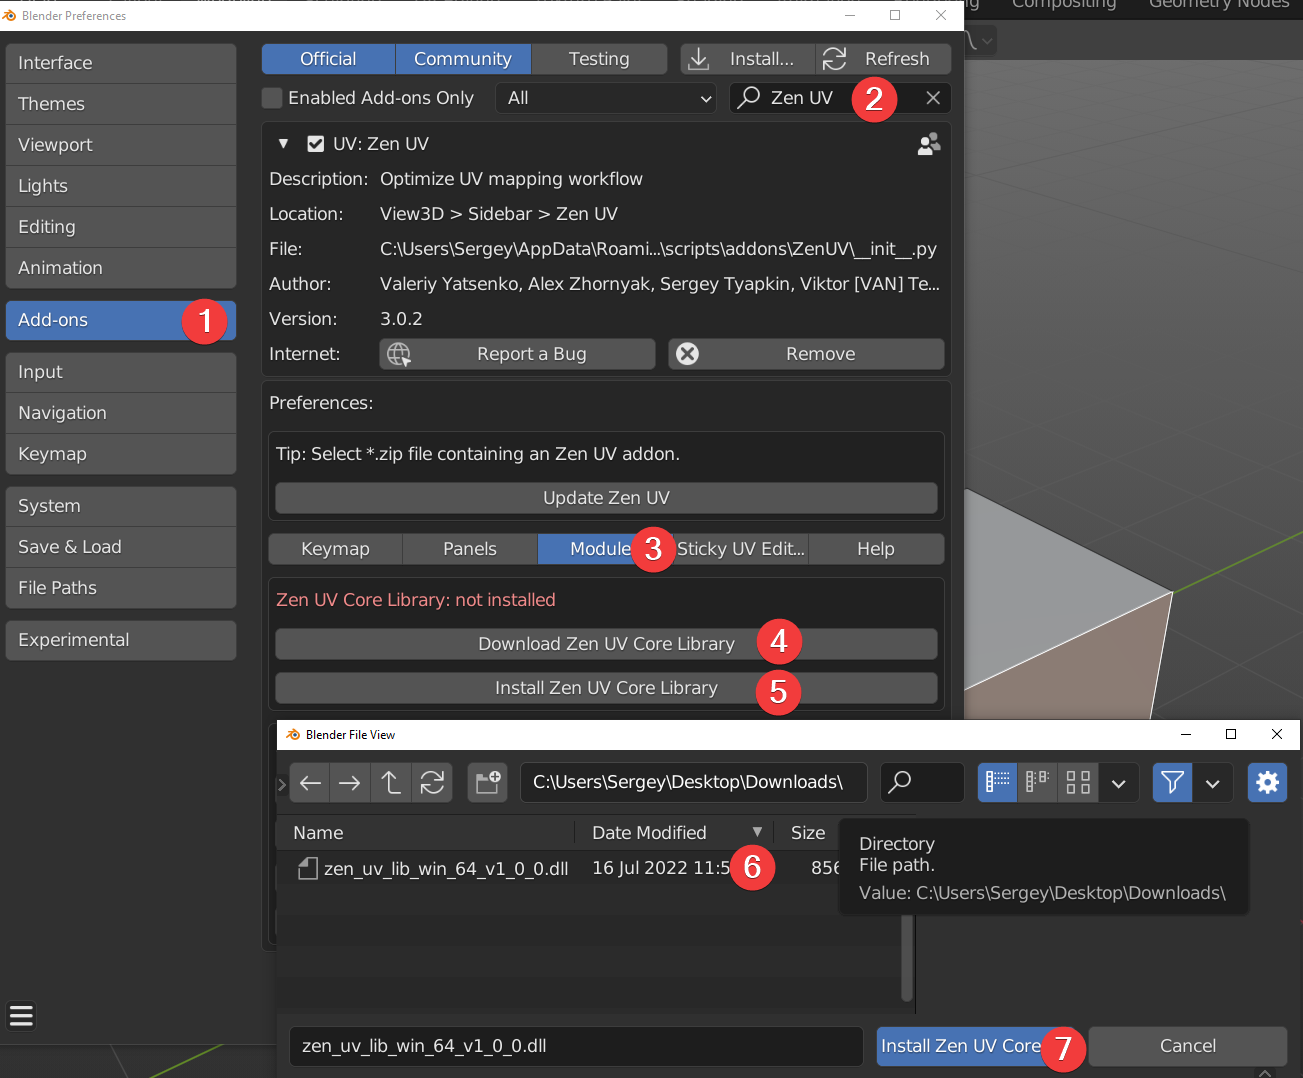 Blender Preferences
Compositing
Geometry Nodes
Interface
Themes
Viewport
Lights
Editing
Animation
Add-ons
1
Input
Navigation
Keymap
System
Save & Load
File Paths
Experimental
Official
Community
Testing
Install...
Refresh
Enabled Add-ons Only
All
Zen UV
2
UV: Zen UV
Description: Optimize UV mapping workflow
Location: View3D > Sidebar > Zen UV
File: C:\Users\Sergey\AppData\Roami...\scripts\addons\ZenUV\__init__.py
Author: Valeriy Yatsenko, Alex Zhornyak, Sergey Tyapkin, Viktor [VAN] Te...
Version: 3.0.2
Internet: Report a Bug Remove
Preferences:
Tip: Select *.zip file containing an Zen UV addon.
Update Zen UV
Keymap
Panels
Module
3
Sticky UV Edit...
Help
Zen UV Core Library: not installed
Download Zen UV Core Library
4
Install Zen UV Core Library
5
Blender File View
C:\Users\Sergey\Desktop\Downloads\
Name
Date Modified
Size
zen_uv_lib_win_64_v1_0_0.dll
16 Jul 2022 11:5
6
856
Directory
File path.
Value: C:\Users\Sergey\Desktop\Downloads\
zen_uv_lib_win_64_v1_0_0.dll
Install Zen UV Core
7
Cancel